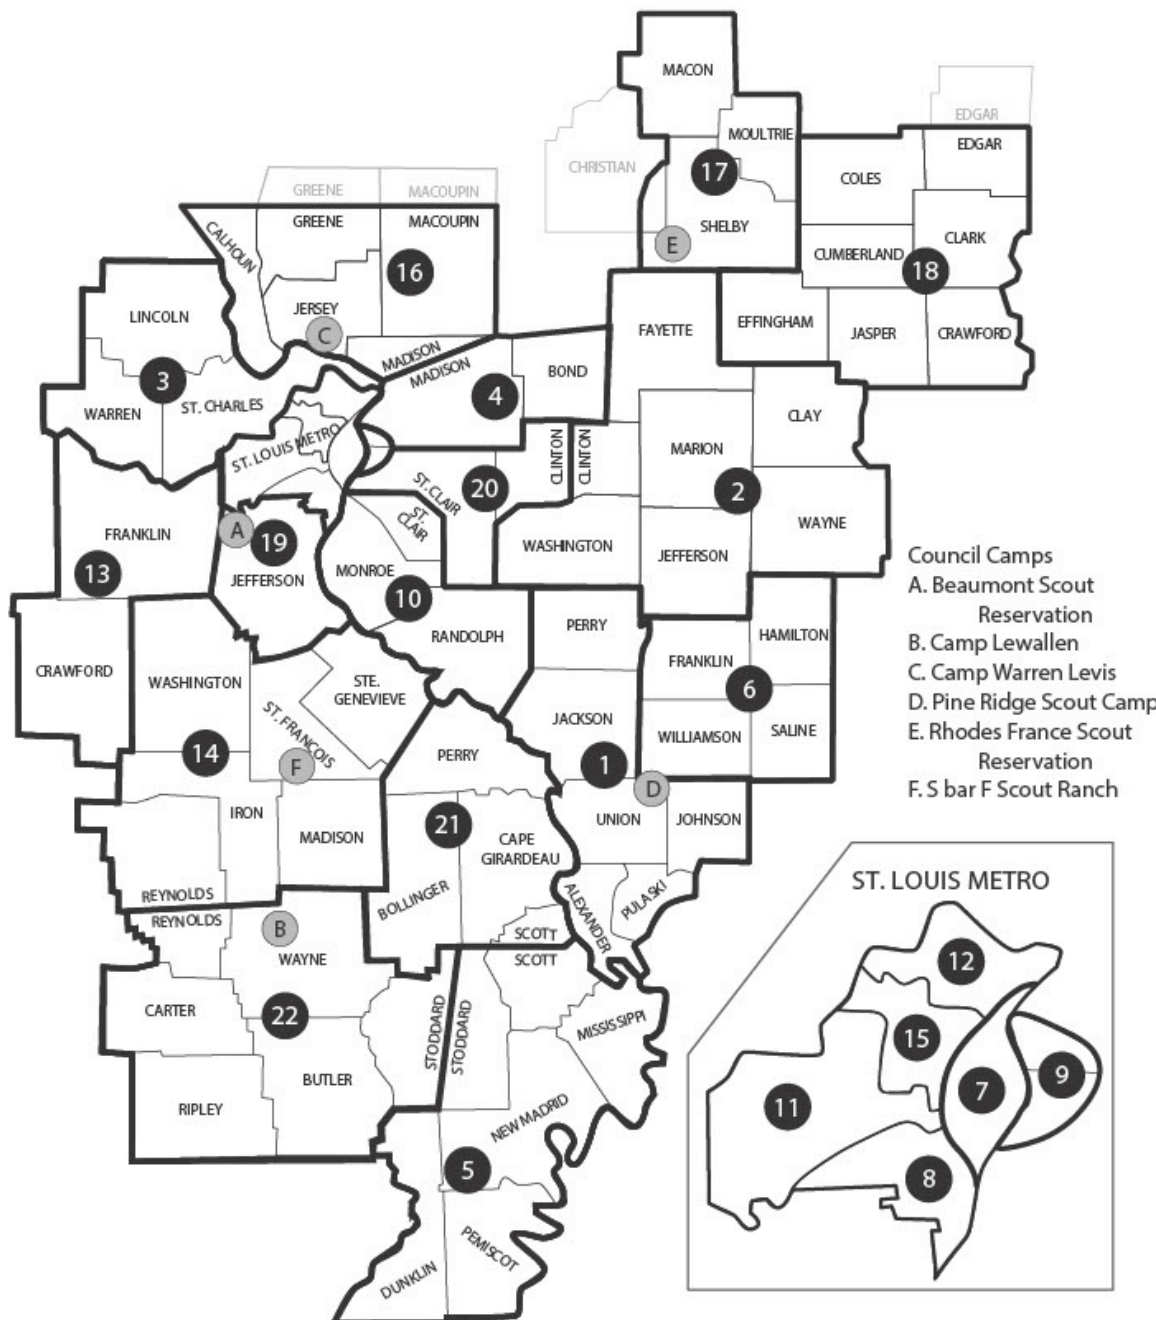 MACON
EDGAR
MOULTRIE
EDGAR
CHRISTIAN
17
COLES
GREENE
MACOUPIN
GREENE
MACOUPIN
SHELBY
CALHOUN
E
CLARK
CUMBERLAND
16
18
LINCOLN
JERSEY
FAYETTE
EFFINGHAM
JASPER
CRAWFORD
C
MADISON
MADISON
BOND
3
4
WARREN
ST. CHARLES
CLAY
ST. LOUIS METRO
MARION
CLINTON
CLINTON
ST. CLAIR
20
2
ST. CLAIR
FRANKLIN
A
19
WAYNE
WASHINGTON
JEFFERSON
13
JEFFERSON
MONROE
10
RANDOLPH
PERRY
HAMILTON
CRAWFORD
WASHINGTON
STE.
GENEVIEVE
FRANKLIN
6
ST. FRANCOIS
JACKSON
WILLIAMSON
SALINE
14
F
PERRY
1
D
IRON
UNION
JOHNSON
21
MADISON
CAPE
GIRARDEAU
REYNOLDS
BOLLINGER
ALEXANDER
PULASKI
REYNOLDS
B
WAYNE
SCOTT
SCOTT
CARTER
22
STODDARD
STODDARD
MISSISSIPPI
BUTLER
RIPLEY
NEW MADRID
5
PEMISCOT
DUNKLIN
Council Camps
A. Beaumont Scout
Reservation
B. Camp Lewallen
C. Camp Warren Levis
D. Pine Ridge Scout Camp
E. Rhodes France Scout
Reservation
F. S bar F Scout Ranch
ST. LOUIS METRO
12
15
9
7
11
8